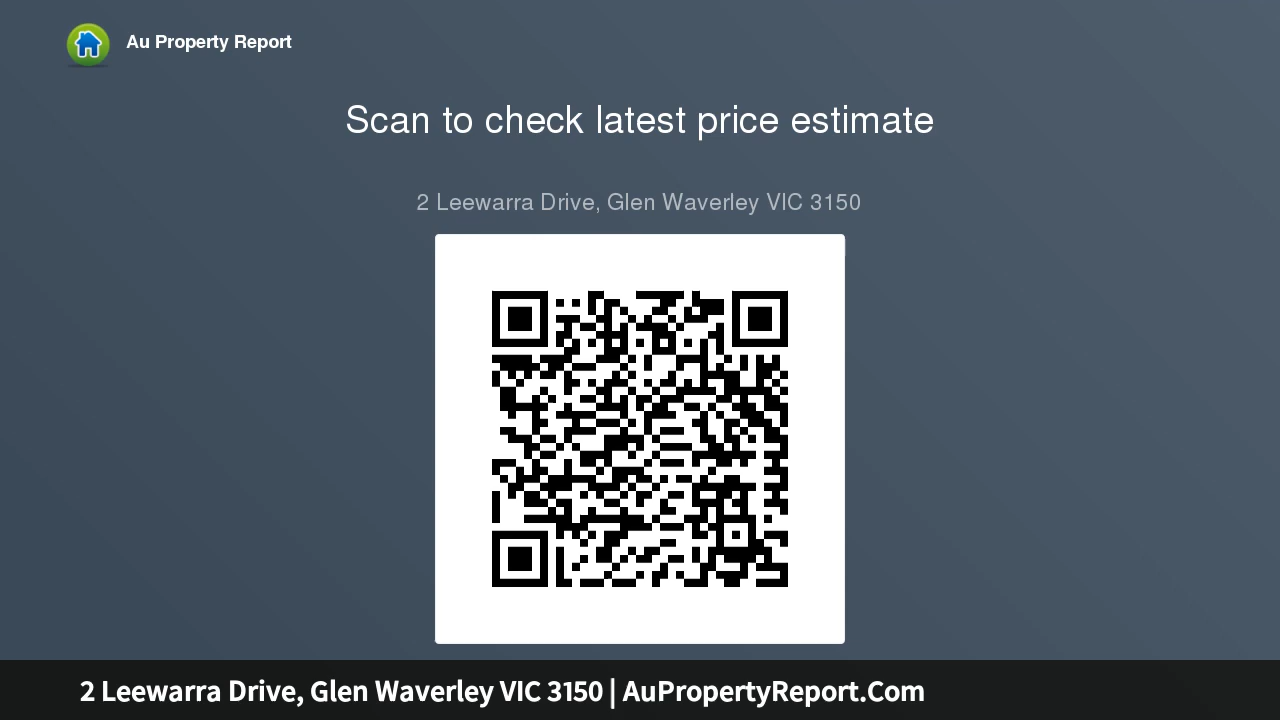 Au Property Report
Scan to check latest price estimate
2 Leewarra Drive, Glen Waverley VIC 3150
2 Leewarra Drive, Glen Waverley VIC 3150 | AuPropertyReport.Com